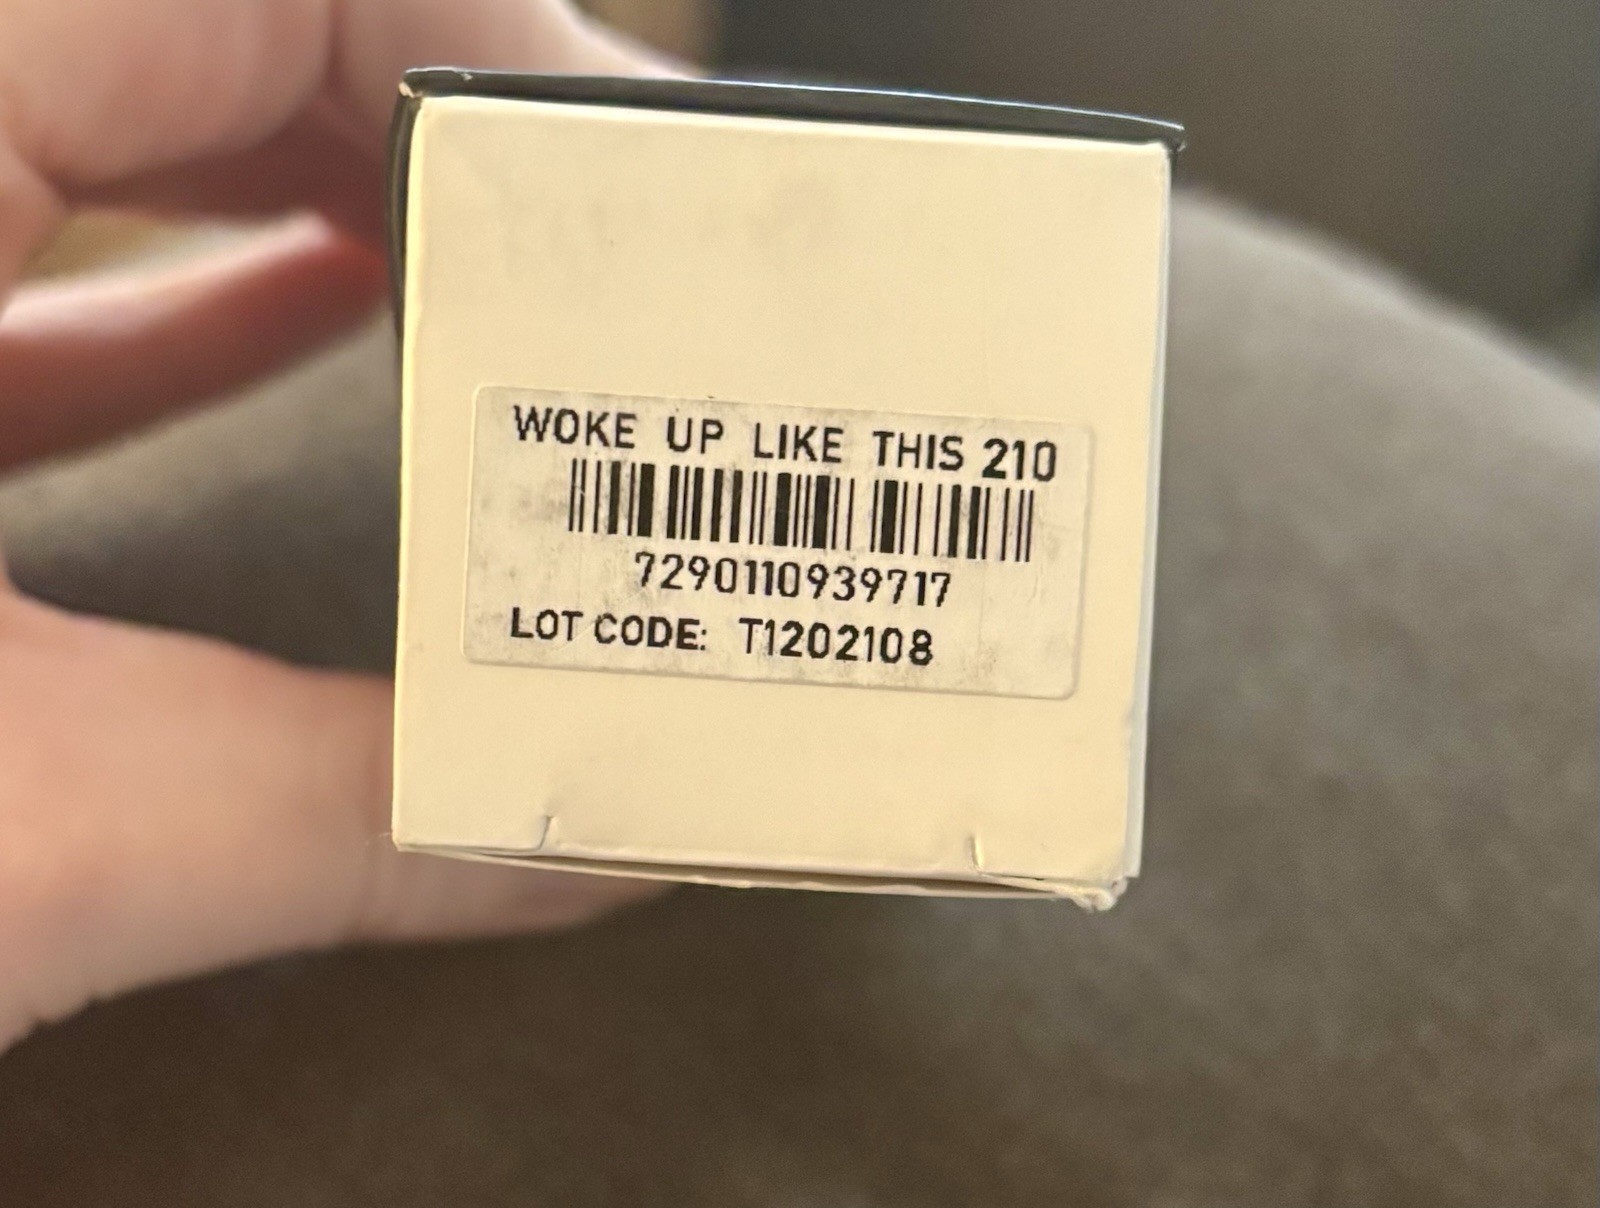 WOKE UP LIKE THIS 210
7290110939717
LOT CODE: T1202108